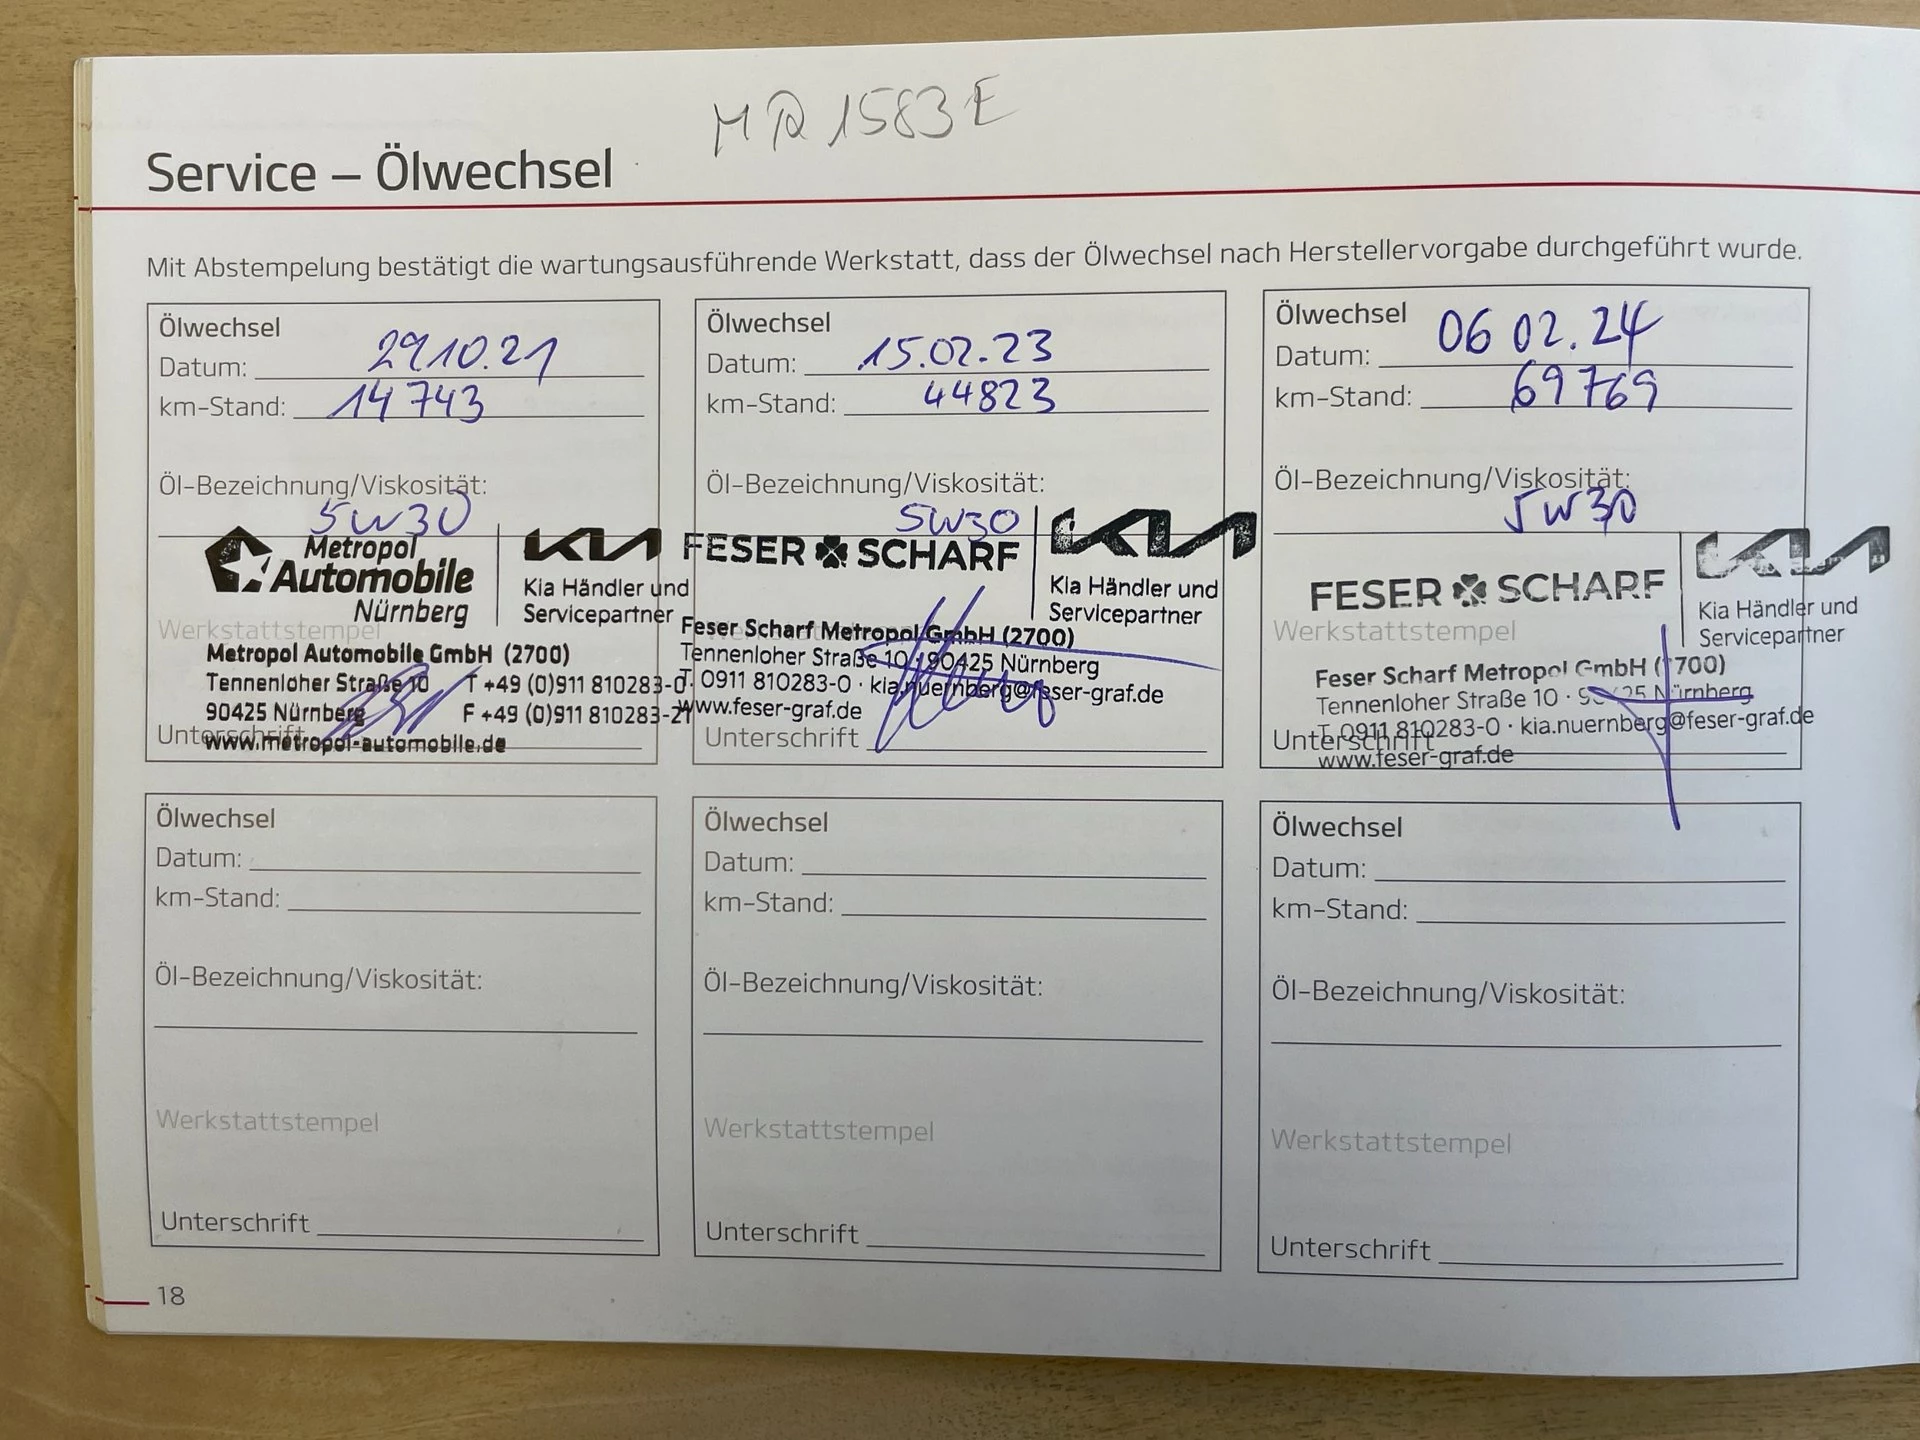 MR 1583E
Service – Ölwechsel
Mit Abstempelung bestätigt die wartungsausführende Werkstatt, dass der Ölwechsel nach Herstellervorgabe durchgeführt wurde.
Ölwechsel
Datum: 29.10.21
km-Stand: 14743
Öl-Bezeichnung/Viskosität:
5W30
Metropol
Automobile
Nürnberg
KIA
Kia Händler und
Servicepartner
Werkstattstempel
Metropol Automobile GmbH (2700)
Tennenloher Straße 10 T +49 (0)911 810283-0
90425 Nürnberg F +49 (0)911 810283-21
www.metropol-automobile.de
Unterschrift
Ölwechsel
Datum: 15.02.23
km-Stand: 44823
Öl-Bezeichnung/Viskosität:
5W30
FESER SCHARF
KIA
Kia Händler und
Servicepartner
Feser Scharf Metropol GmbH (2700)
Tennenloher Straße 10 · 90425 Nürnberg
T. 0911 810283-0 · kia.nuernberg@feser-graf.de
www.feser-graf.de
Unterschrift
Ölwechsel
Datum: 06 02.24
km-Stand: 69769
Öl-Bezeichnung/Viskosität:
5W30
FESER SCHARF
KIA
Kia Händler und
Servicepartner
Werkstattstempel
Feser Scharf Metropol GmbH (2700)
Tennenloher Straße 10 · 90425 Nürnberg
T. 0911 810283-0 · kia.nuernberg@feser-graf.de
www.feser-graf.de
Unterschrift
Ölwechsel
Datum:
km-Stand:
Öl-Bezeichnung/Viskosität:
Werkstattstempel
Unterschrift
Ölwechsel
Datum:
km-Stand:
Öl-Bezeichnung/Viskosität:
Werkstattstempel
Unterschrift
Ölwechsel
Datum:
km-Stand:
Öl-Bezeichnung/Viskosität:
Werkstattstempel
Unterschrift
18